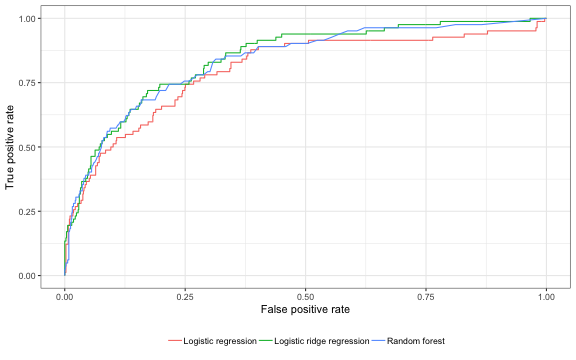 1.00
0.75
0.50
0.25
0.00
True positive rate
0.00 0.25 0.50 0.75 1.00
False positive rate
Logistic regression Logistic ridge regression Random forest